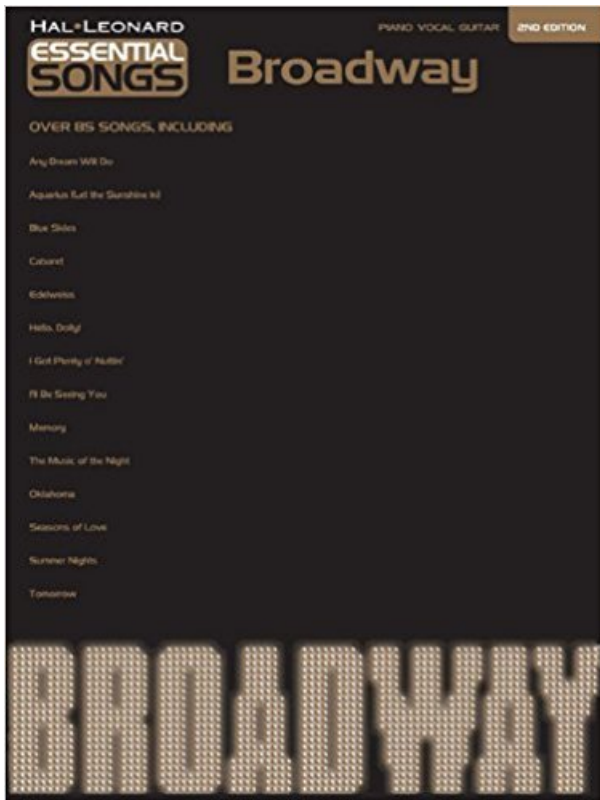 HAL•LEONARD
PIANO VOCAL GUITAR
2ND EDITION
ESSENTIAL
SONGS
Broadway
OVER 85 SONGS, INCLUDING
Any Dream Will Do
Aquarius (Let the Sunshine In)
Blue Skies
Cabaret
Edelweiss
Hello, Dolly!
I Got Plenty o' Nuttin'
I'll Be Seeing You
Memory
The Music of the Night
Oklahoma
Seasons of Love
Summer Nights
Tomorrow
BROADWAY